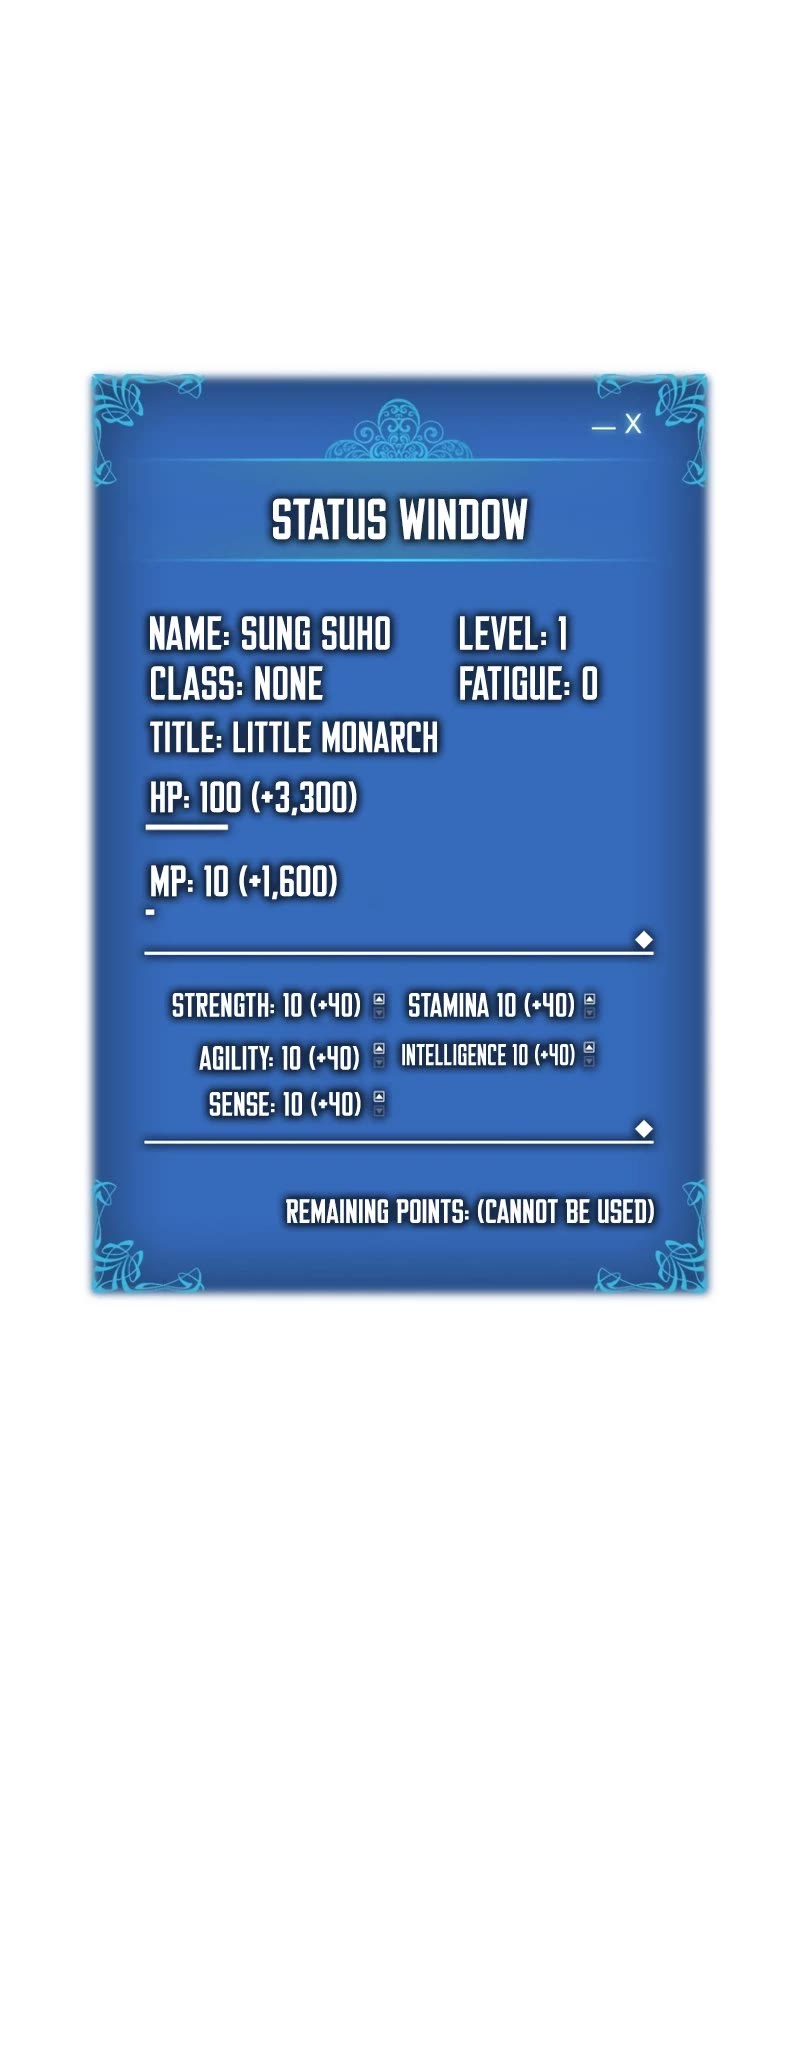 — X
STATUS WINDOW
NAME: SUNG SUHO LEVEL: 1
CLASS: NONE FATIGUE: 0
TITLE: LITTLE MONARCH
HP: 100 (+3,300)
MP: 10 (+1,600)
STRENGTH: 10 (+40) STAMINA 10 (+40)
AGILITY: 10 (+40) INTELLIGENCE 10 (+40)
SENSE: 10 (+40)
REMAINING POINTS: (CANNOT BE USED)